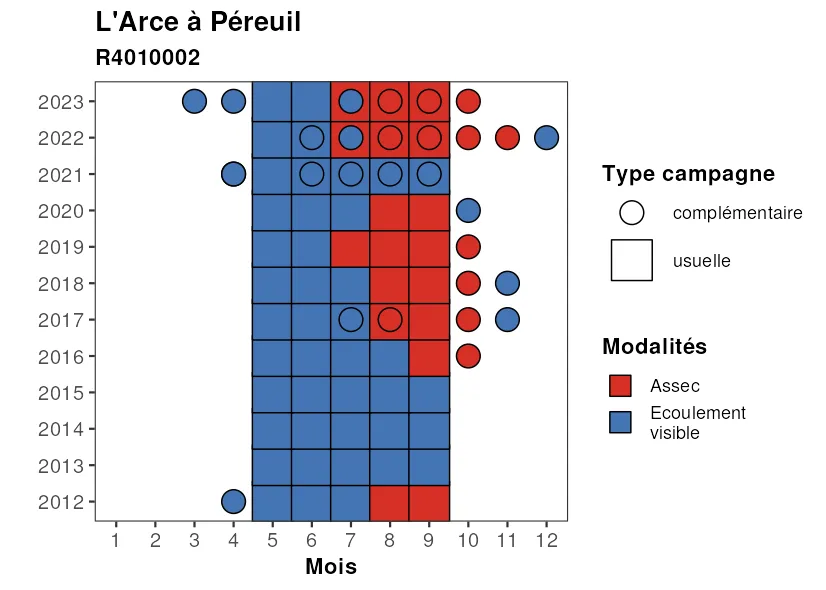 L'Arce à Péreuil
R4010002
2023
2022
2021
2020
2019
2018
2017
2016
2015
2014
2013
2012
1 2 3 4 5 6 7 8 9 10 11 12
Mois
Type campagne
complémentaire
usuelle
Modalités
Assec
Ecoulement
visible